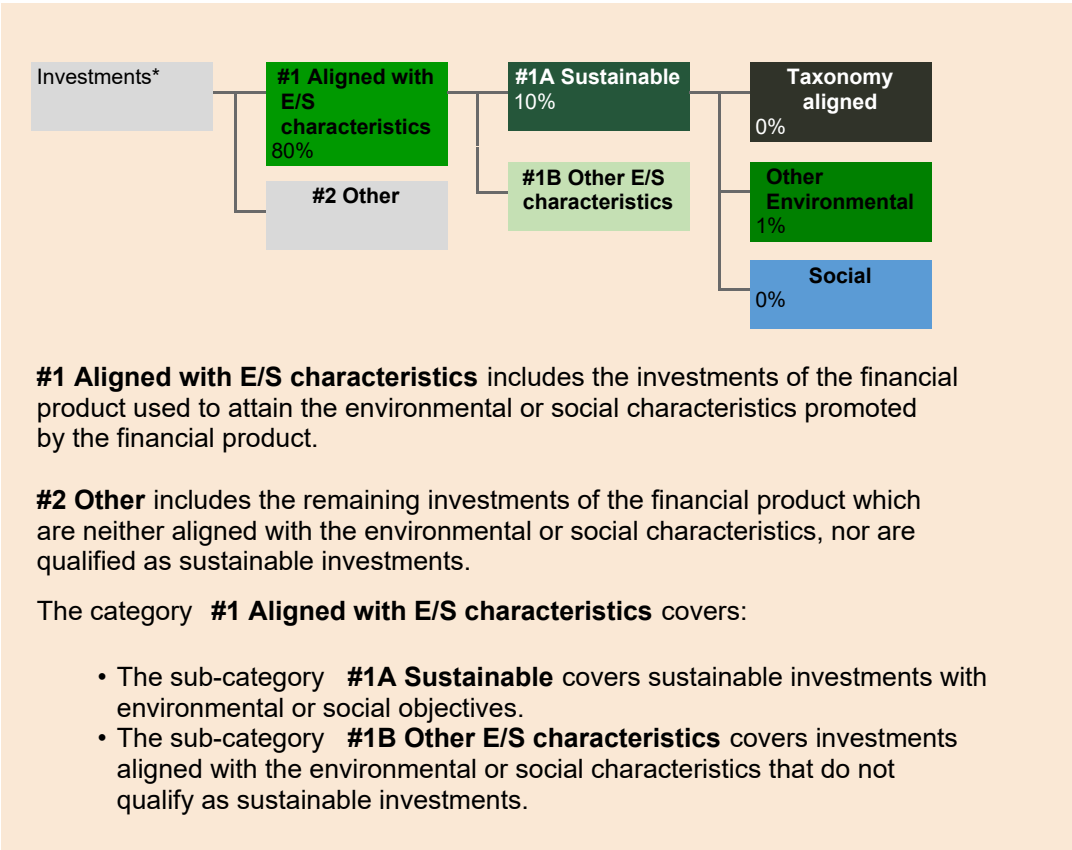 Investments*
#1 Aligned with
E/S
characteristics
80%
#2 Other
#1A Sustainable
10%
#1B Other E/S
characteristics
Taxonomy
aligned
0%
Other
Environmental
1%
Social
0%
#1 Aligned with E/S characteristics includes the investments of the financial
product used to attain the environmental or social characteristics promoted
by the financial product.
#2 Other includes the remaining investments of the financial product which
are neither aligned with the environmental or social characteristics, nor are
qualified as sustainable investments.
The category #1 Aligned with E/S characteristics covers:
• The sub-category #1A Sustainable covers sustainable investments with
environmental or social objectives.
• The sub-category #1B Other E/S characteristics covers investments
aligned with the environmental or social characteristics that do not
qualify as sustainable investments.